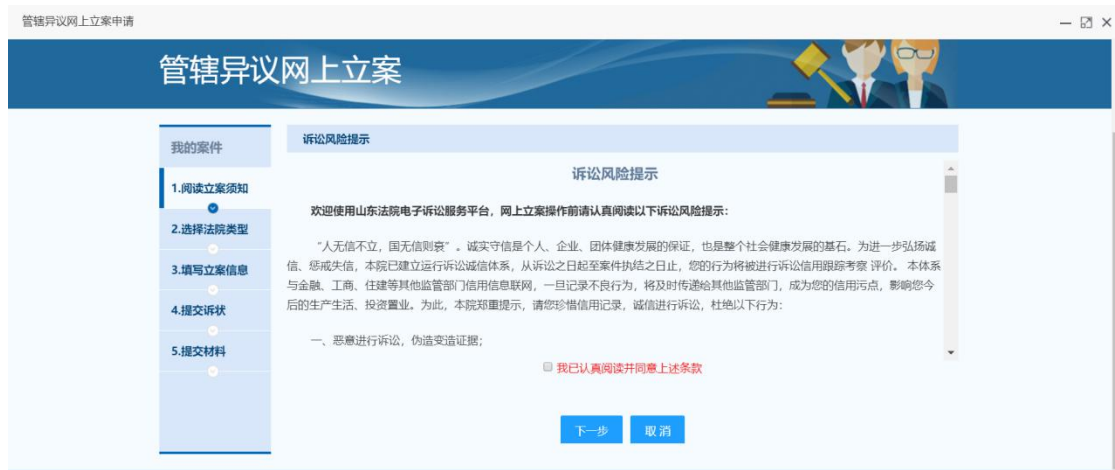 管辖异议网上立案申请
管辖异议网上立案
我的案件
1.阅读立案须知
2.选择法院类型
3.填写立案信息
4.提交诉状
5.提交材料
诉讼风险提示
诉讼风险提示
欢迎使用山东法院电子诉讼服务平台，网上立案操作前请认真阅读以下诉讼风险提示：
“人无信不立，国无信则衰”。诚实守信是个人、企业、团体健康发展的保证，也是整个社会健康发展的基石。为进一步弘扬诚
信、惩戒失信，本院已建立运行诉讼诚信体系，从诉讼之日起至案件执结之日止，您的行为将被进行诉讼信用跟踪考察 评价。 本体系
与金融、工商、住建等其他监管部门信用信息联网，一旦记录不良行为，将及时传递给其他监管部门，成为您的信用污点，影响您今
后的生产生活、投资置业。为此，本院郑重提示，请您珍惜信用记录，诚信进行诉讼，杜绝以下行为：
一、恶意进行诉讼，伪造变造证据；
我已认真阅读并同意上述条款
下一步
取消